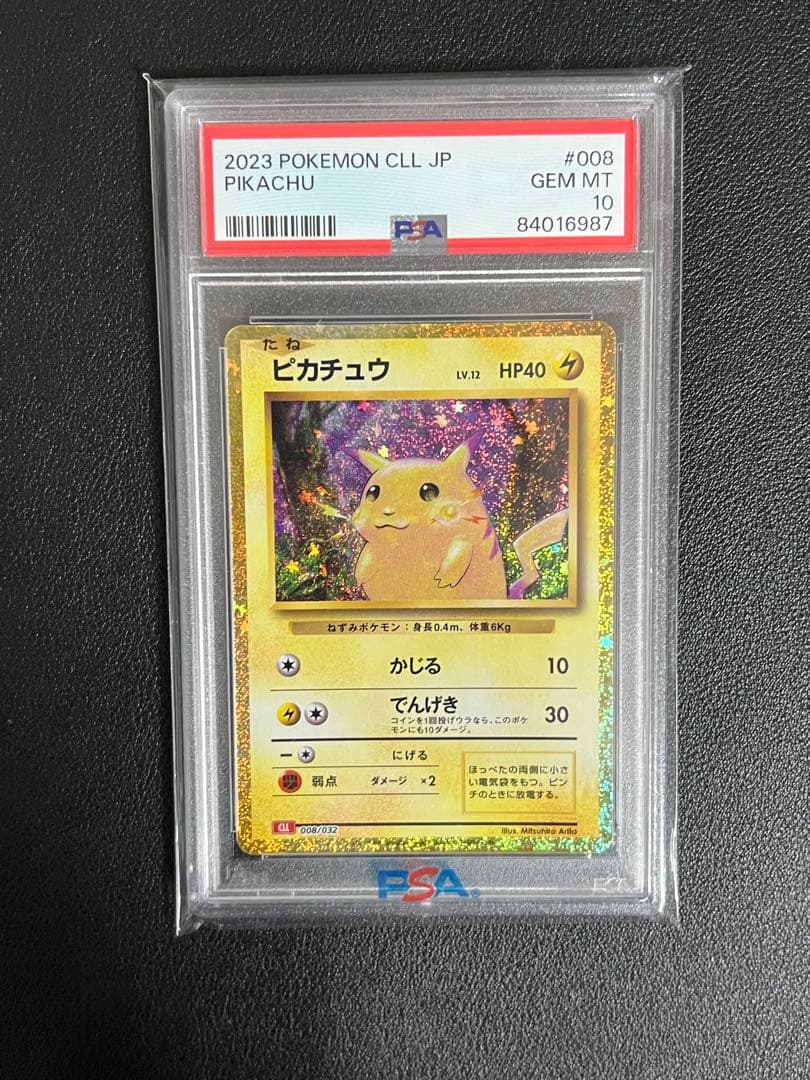 2023 POKEMON CLL JP #008
PIKACHU GEM MT
10
PSA 84016987
たね
ピカチュウ LV.12 HP40
ねずみポケモン：身長0.4m、体重6Kg
かじる 10
でんげき 30
コインを1回投げウラなら、このポケ
モンにも10ダメージ。
ー にげる
弱点 ダメージ ×2
ほっぺたの両側に小さ
い電気袋をもつ。ピン
チのときに放電する。
CLL 008/032 Illus. Mitsuhiro Arita
PSA®